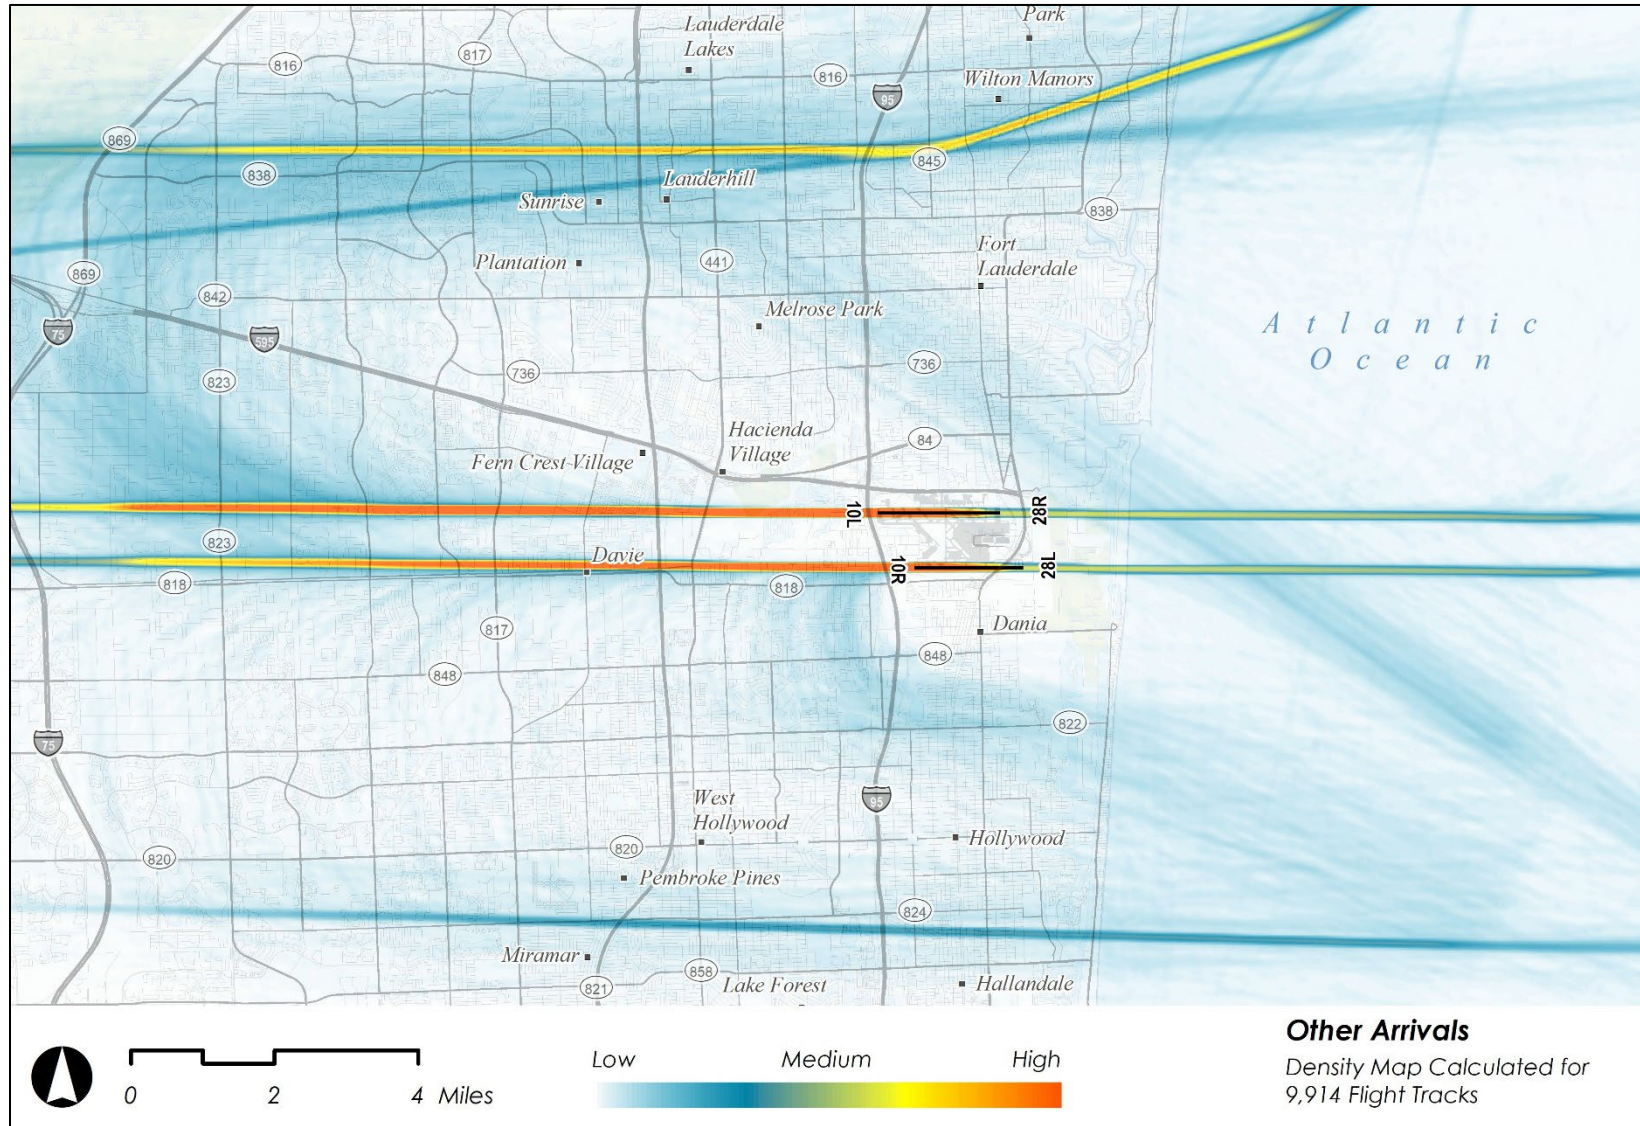 Park
Lauderdale
Lakes
817
816
816
Wilton Manors
95
869
845
838
Lauderhill
Sunrise
838
Fort
Lauderdale
Plantation
441
869
842
Melrose Park
Atlantic
Ocean
75
595
736
736
823
Hacienda
Village
84
Fern Crest Village
10L
28R
823
Davie
10R
28L
818
818
817
Dania
848
848
822
75
West
Hollywood
95
Hollywood
820
820
Pembroke Pines
824
Miramar
858
Lake Forest
Hallandale
821
Other Arrivals
Density Map Calculated for
9,914 Flight Tracks
Low Medium High
0 2 4 Miles